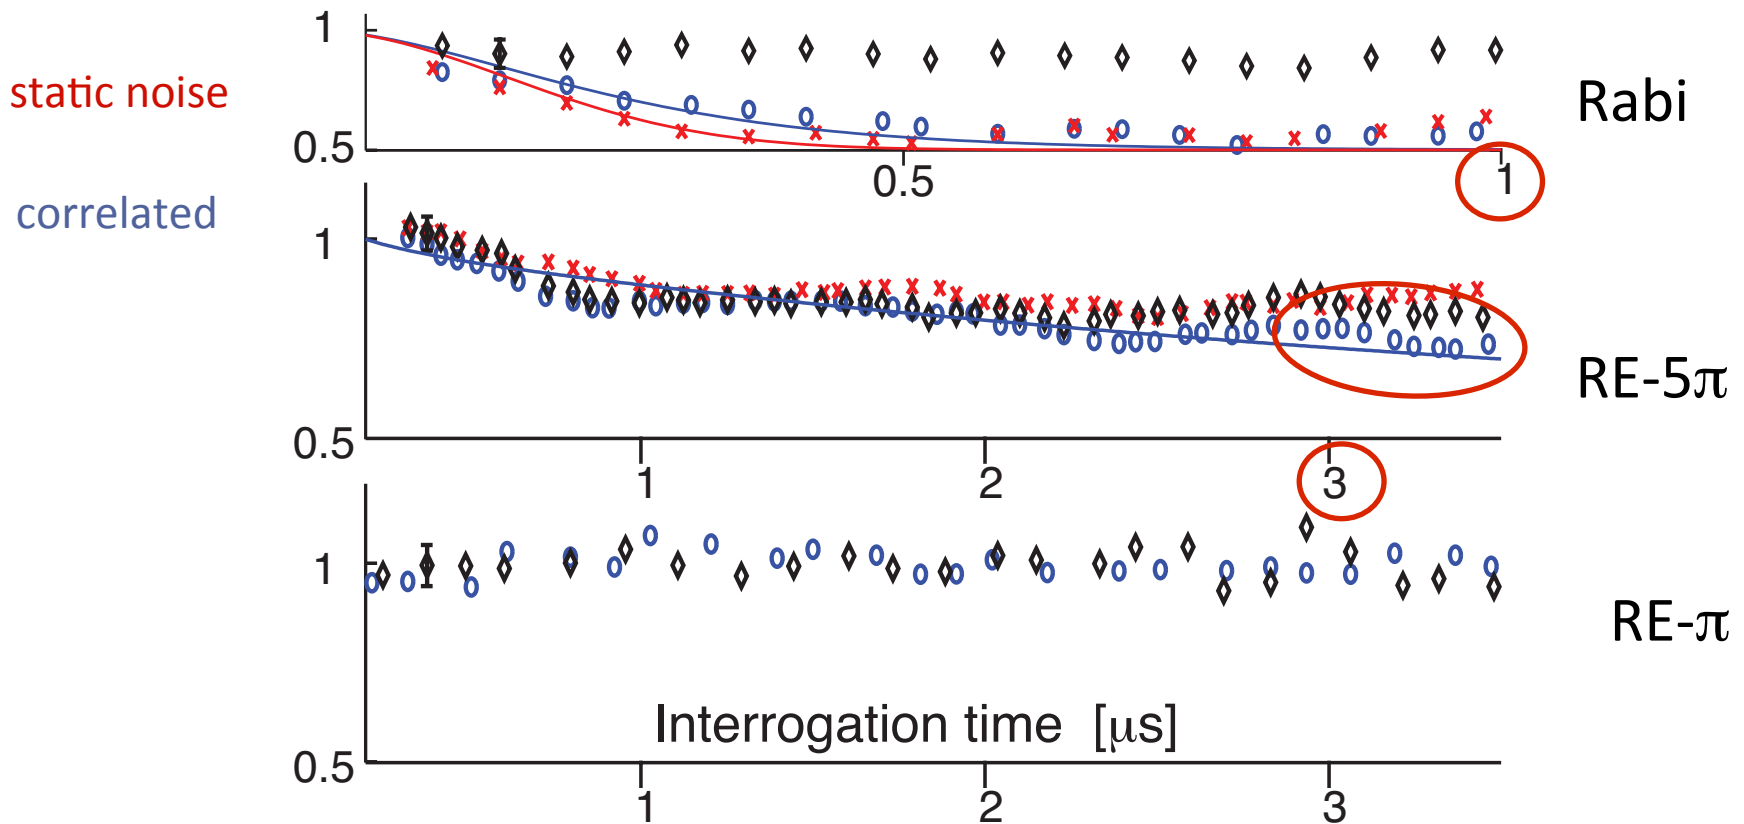 1
static noise
Rabi
0.5
0.5
1
correlated
1
RE-5π
0.5
1
2
3
1
RE-π
Interrogation time [μs]
0.5
1
2
3